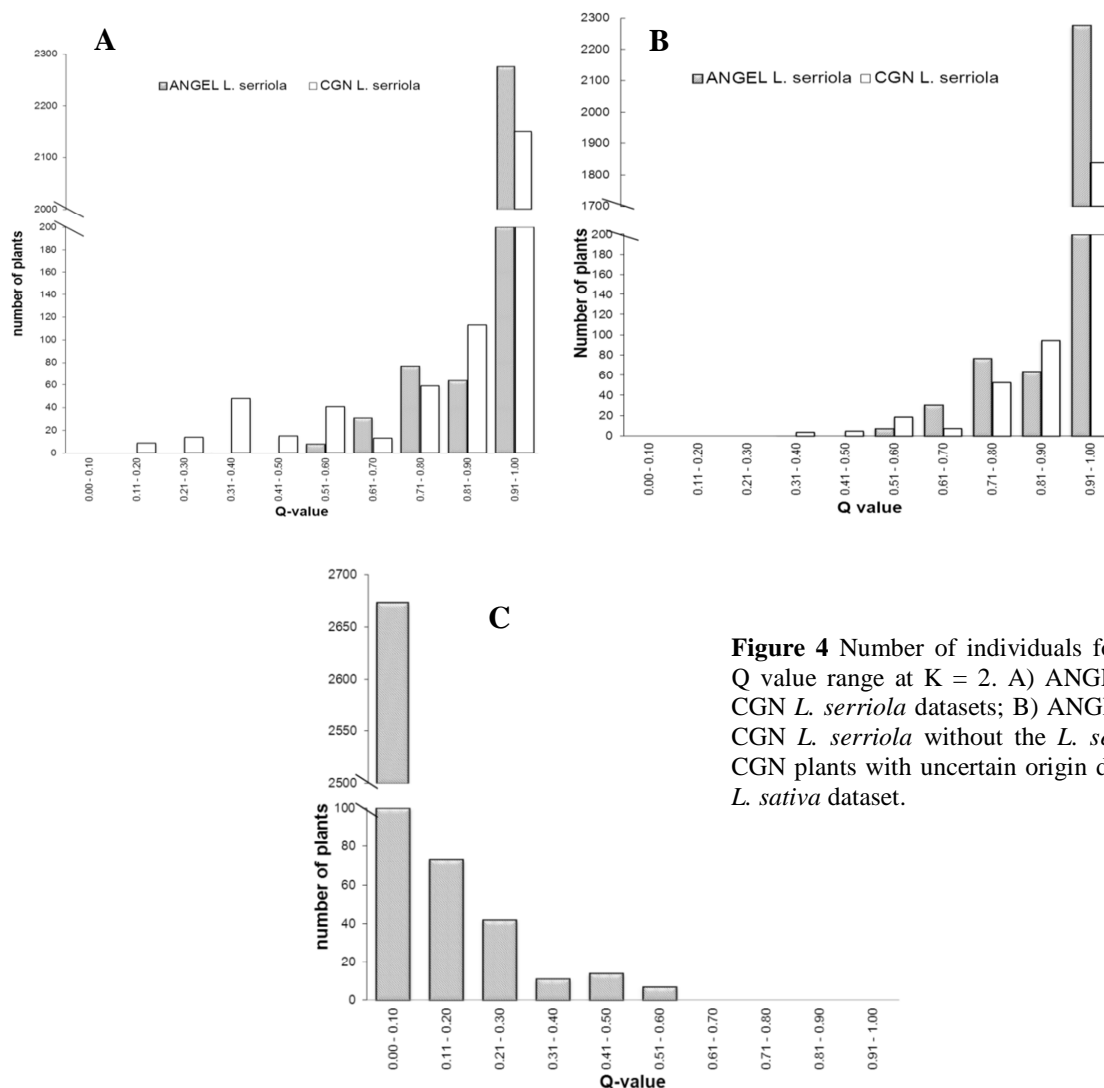 A
ANGEL L. serriola CGN L. serriola
2300
2200
2100
2000
200
180
160
140
120
100
80
60
40
20
0
number of plants
0.00 - 0.10
0.11 - 0.20
0.21 - 0.30
0.31 - 0.40
0.41 - 0.50
0.51 - 0.60
0.61 - 0.70
0.71 - 0.80
0.81 - 0.90
0.91 - 1.00
Q-value
B
ANGEL L. serriola CGN L. serriola
2300
2200
2100
2000
1900
1800
1700
200
180
160
140
120
100
80
60
40
20
0
Number of plants
0.00 - 0.10
0.11 - 0.20
0.21 - 0.30
0.31 - 0.40
0.41 - 0.50
0.51 - 0.60
0.61 - 0.70
0.71 - 0.80
0.81 - 0.90
0.91 - 1.00
Q value
C
2700
2650
2600
2550
2500
100
80
60
40
20
0
number of plants
0.00 - 0.10
0.11 - 0.20
0.21 - 0.30
0.31 - 0.40
0.41 - 0.50
0.51 - 0.60
0.61 - 0.70
0.71 - 0.80
0.81 - 0.90
0.91 - 1.00
Q-value
Figure 4 Number of individuals fo
Q value range at K = 2. A) ANGE
CGN L. serriola datasets; B) ANGE
CGN L. serriola without the L. se
CGN plants with uncertain origin d
L. sativa dataset.